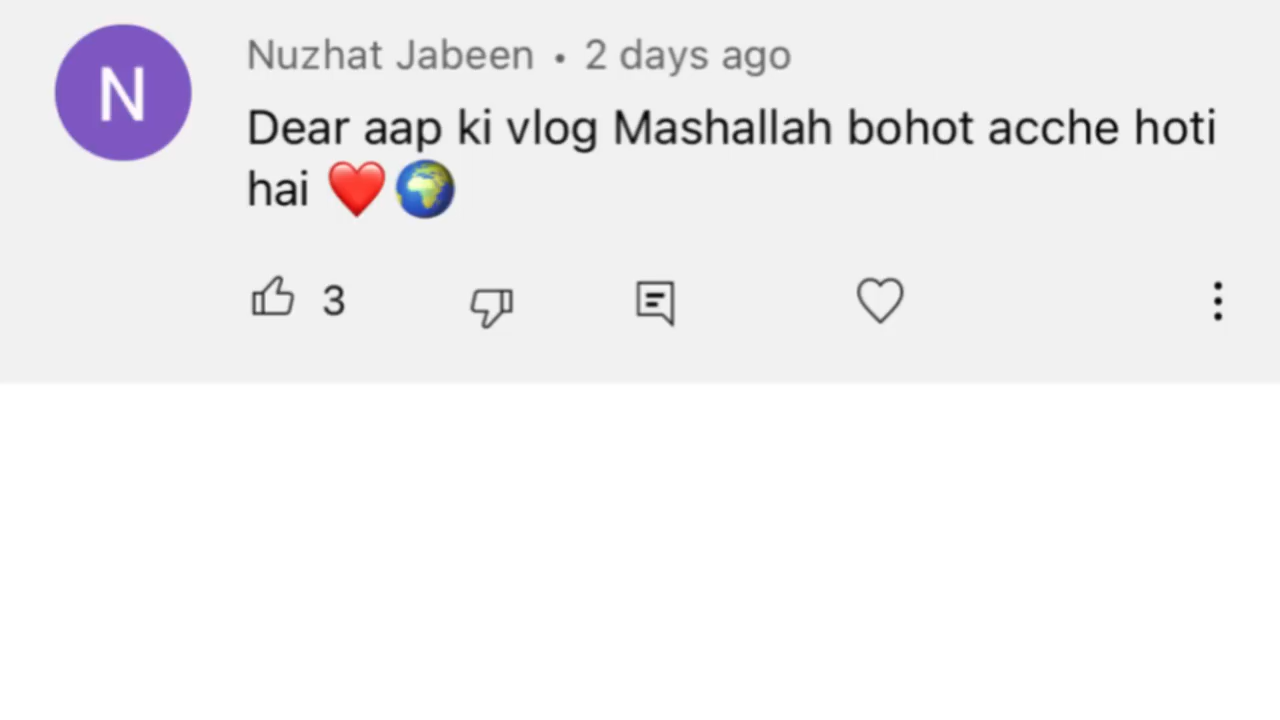 N
Nuzhat Jabeen • 2 days ago
Dear aap ki vlog Mashallah bohot acche hoti
hai ❤️🌍
3